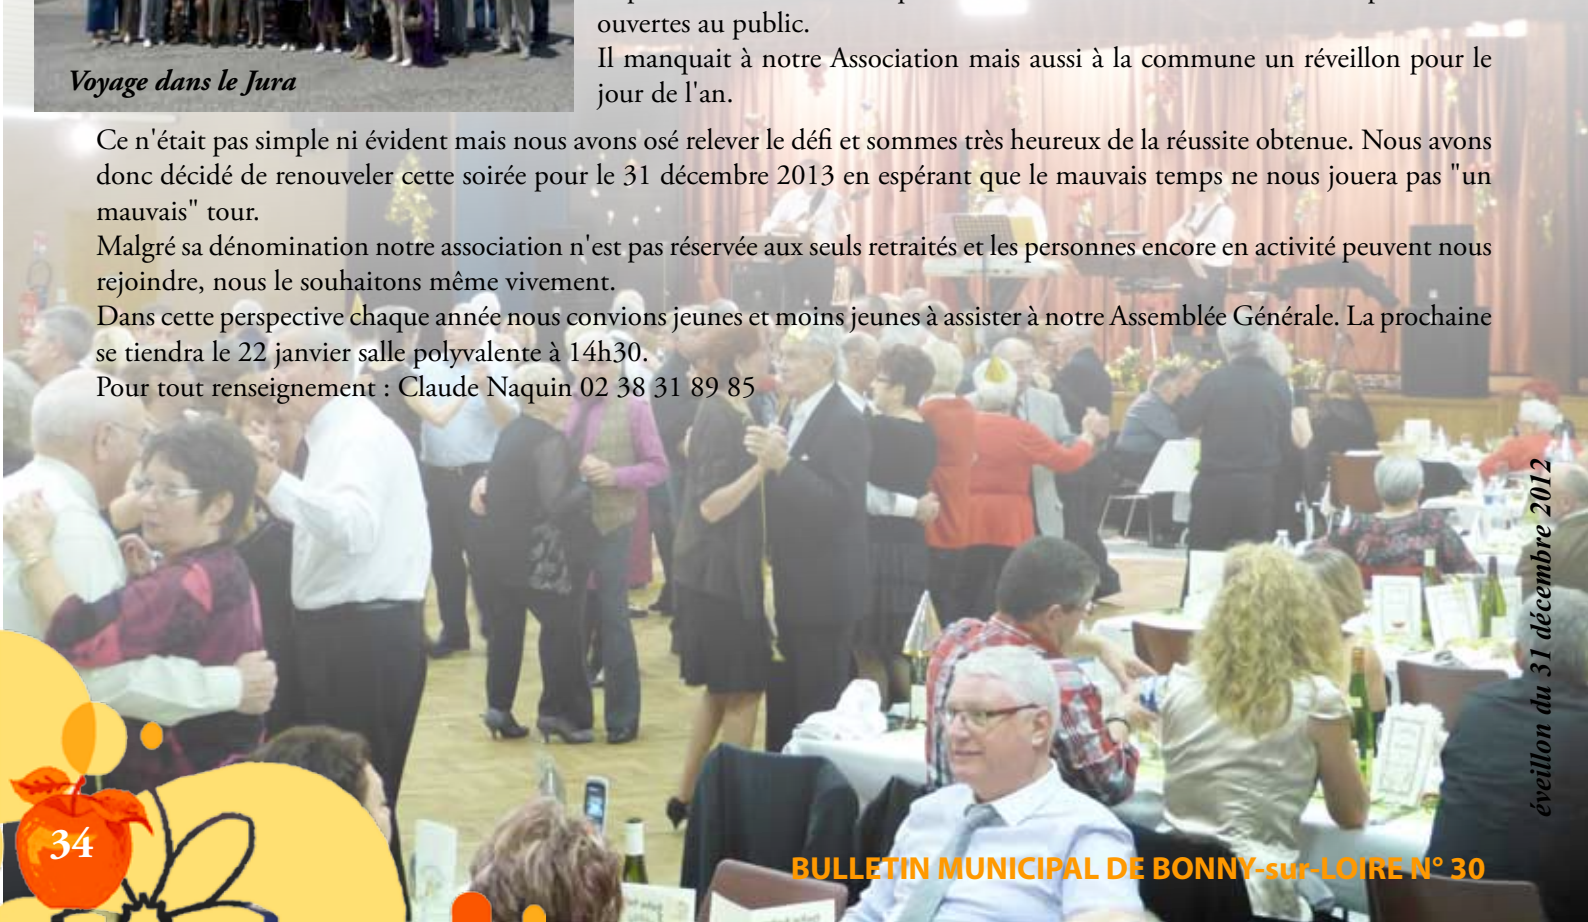 ouvertes au public.
Il manquait à notre Association mais aussi à la commune un réveillon pour le
jour de l'an.
Voyage dans le Jura
Ce n'était pas simple ni évident mais nous avons osé relever le défi et sommes très heureux de la réussite obtenue. Nous avons
donc décidé de renouveler cette soirée pour le 31 décembre 2013 en espérant que le mauvais temps ne nous jouera pas "un
mauvais" tour.
Malgré sa dénomination notre association n'est pas réservée aux seuls retraités et les personnes encore en activité peuvent nous
rejoindre, nous le souhaitons même vivement.
Dans cette perspective chaque année nous convions jeunes et moins jeunes à assister à notre Assemblée Générale. La prochaine
se tiendra le 22 janvier salle polyvalente à 14h30.
Pour tout renseignement : Claude Naquin 02 38 31 89 85
éveillon du 31 décembre 2012
34
BULLETIN MUNICIPAL DE BONNY-sur-LOIRE N° 30